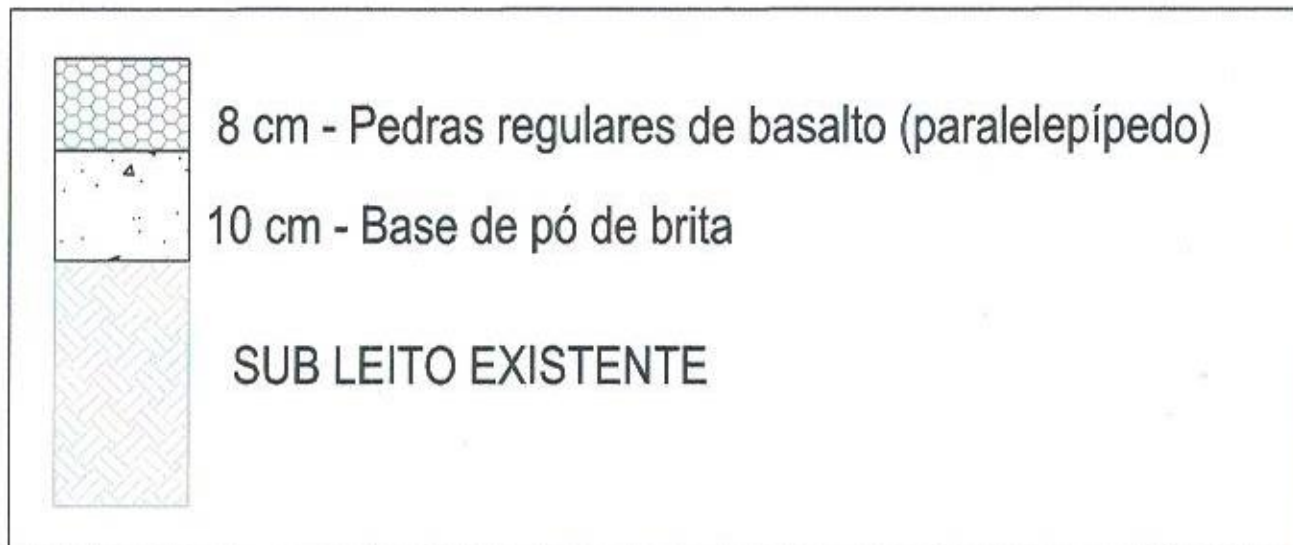 8 cm - Pedras regulares de basalto (paralelepípedo)
10 cm - Base de pó de brita
SUB LEITO EXISTENTE